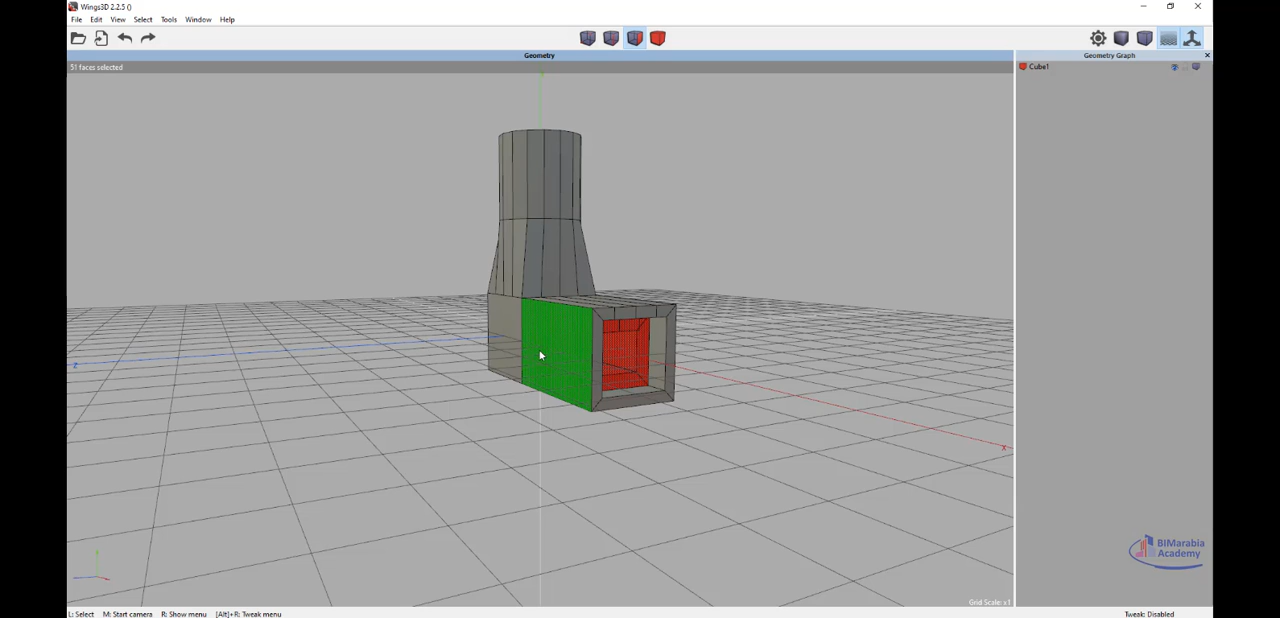 Wings3D 2.2.5 ()
File Edit View Select Tools Window Help
Geometry
Geometry Graph
51 faces selected
Cube1
Y
Z
X
BIMarabia
Academy
Grid Scale: x1
L: Select M: Start camera R: Show menu [Alt]+R: Tweak menu
Tweak: Disabled